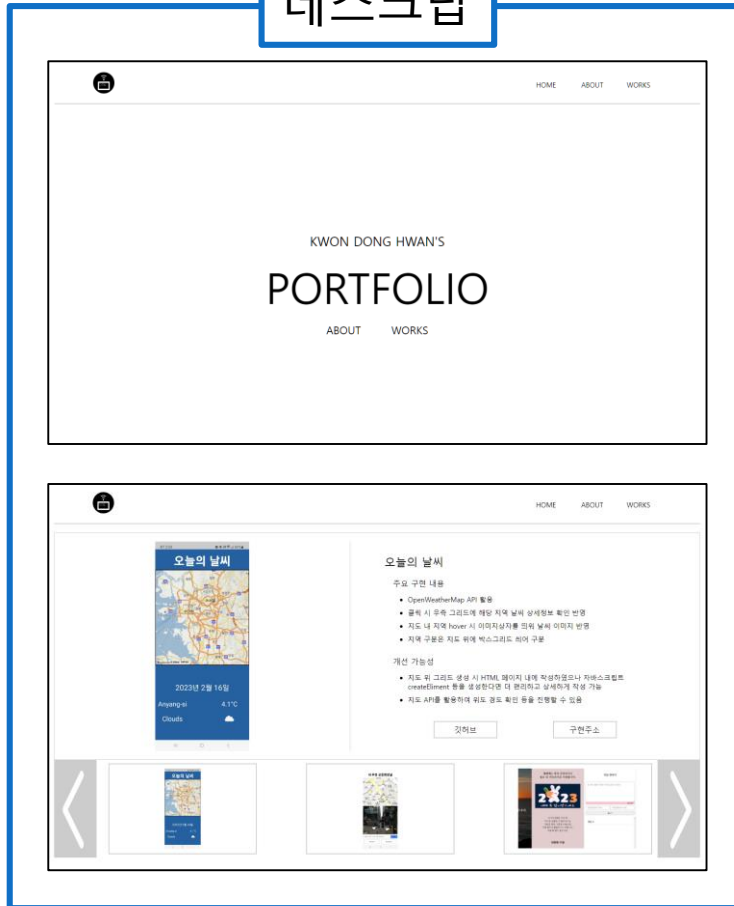 데스크탑
HOME ABOUT WORKS
KWON DONG HWAN'S
PORTFOLIO
ABOUT WORKS
HOME ABOUT WORKS
오늘의 날씨
2023년 2월 16일
Anyang-si 4.1°C
Clouds
오늘의 날씨
주요 구현 내용
• OpenWeatherMap API 활용
• 클릭 시 우측 그리드에 해당 지역 날씨 상세정보 확인 반영
• 지도 내 지역 hover 시 이미지상자를 띄워 날씨 이미지 반영
• 지역 구분은 지도 위에 박스그리드 씌어 구분
개선 가능성
• 지도 위 그리드 생성 시 HTML 페이지 내에 작성하였으나 자바스크립트
createEliment 등을 생성한다면 더 편리하고 상세하게 작성 가능
• 지도 API를 활용하여 위도 경도 확인 등을 진행할 수 있음
깃허브 구현주소
오늘의 날씨
2023